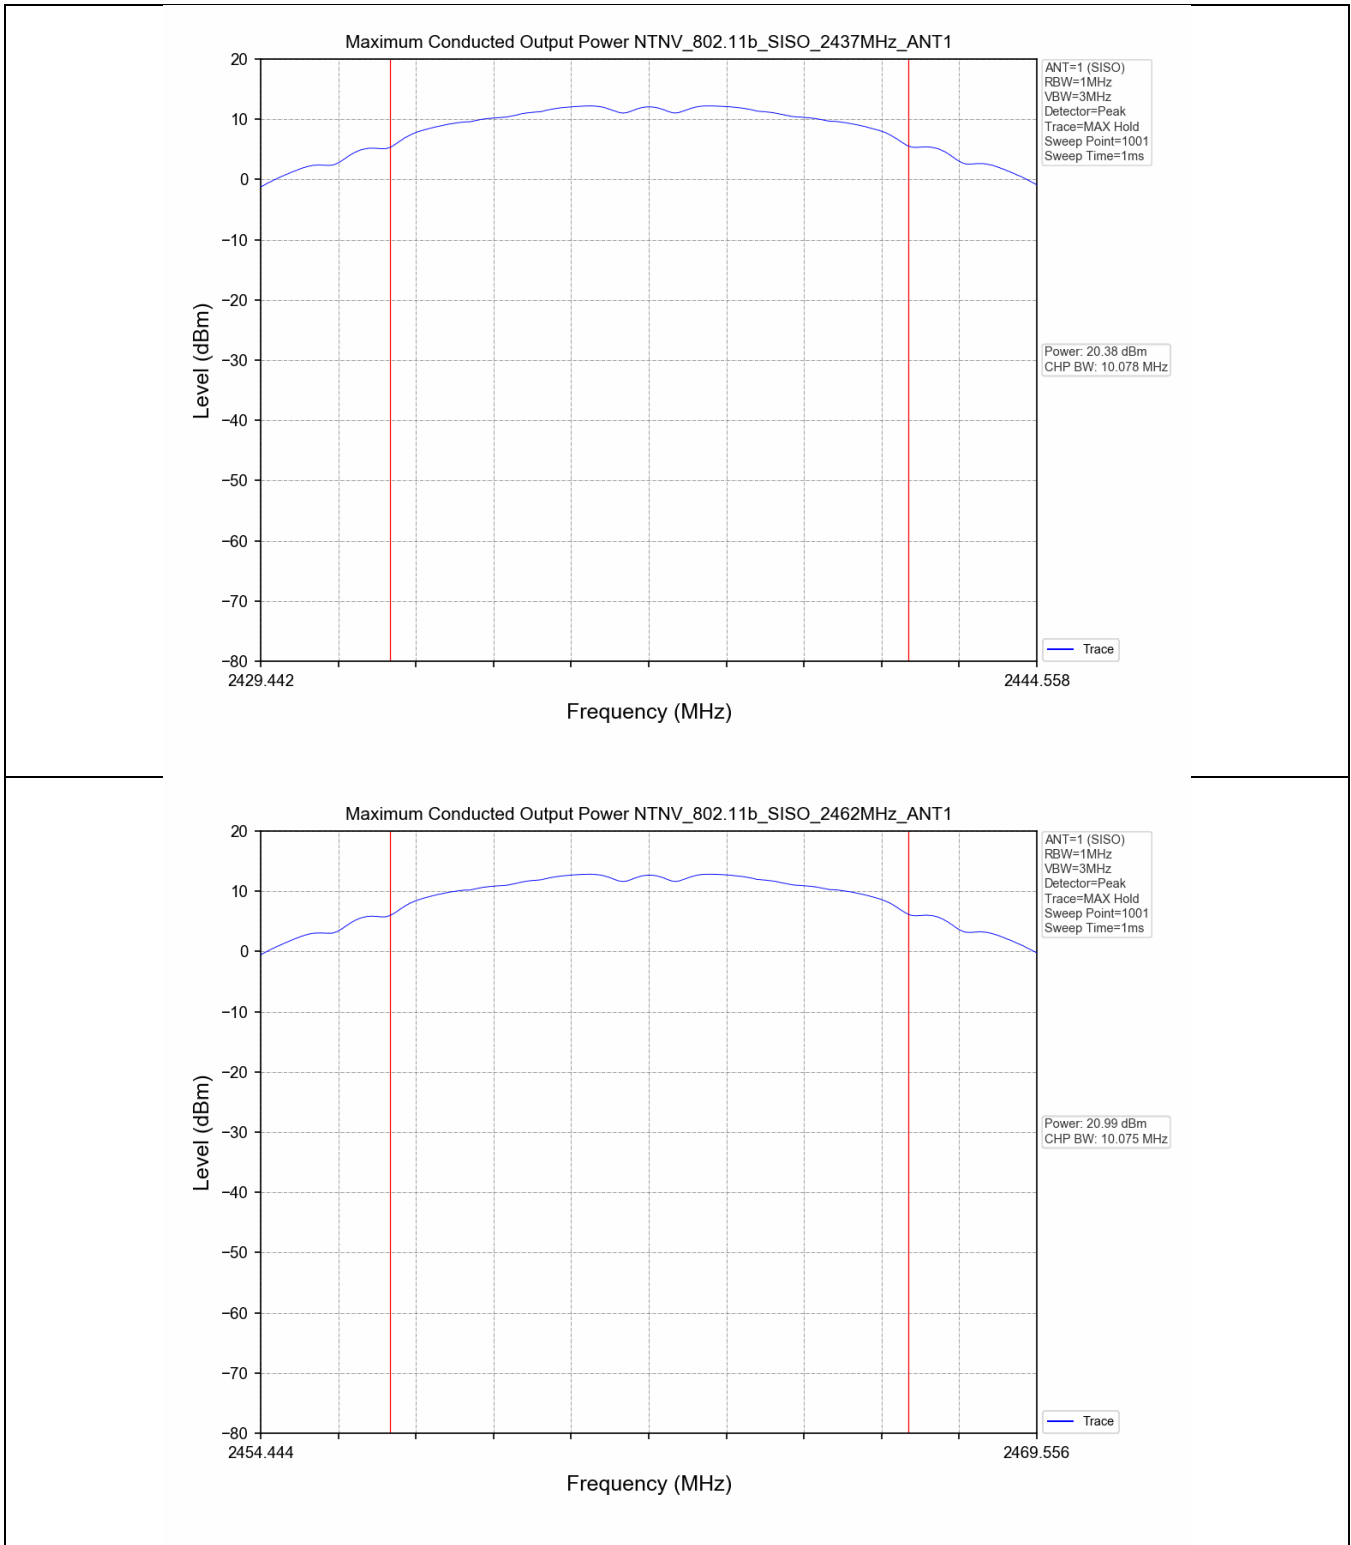 Maximum Conducted Output Power NTNV_802.11b_SISO_2437MHz_ANT1
20
10
0
−10
−20
−30
−40
−50
−60
−70
−80
Level (dBm)
2429.442
2444.558
Frequency (MHz)
ANT=1 (SISO)
RBW=1MHz
VBW=3MHz
Detector=Peak
Trace=MAX Hold
Sweep Point=1001
Sweep Time=1ms
Power: 20.38 dBm
CHP BW: 10.078 MHz
Trace
Maximum Conducted Output Power NTNV_802.11b_SISO_2462MHz_ANT1
20
10
0
−10
−20
−30
−40
−50
−60
−70
−80
Level (dBm)
2454.444
2469.556
Frequency (MHz)
ANT=1 (SISO)
RBW=1MHz
VBW=3MHz
Detector=Peak
Trace=MAX Hold
Sweep Point=1001
Sweep Time=1ms
Power: 20.99 dBm
CHP BW: 10.075 MHz
Trace